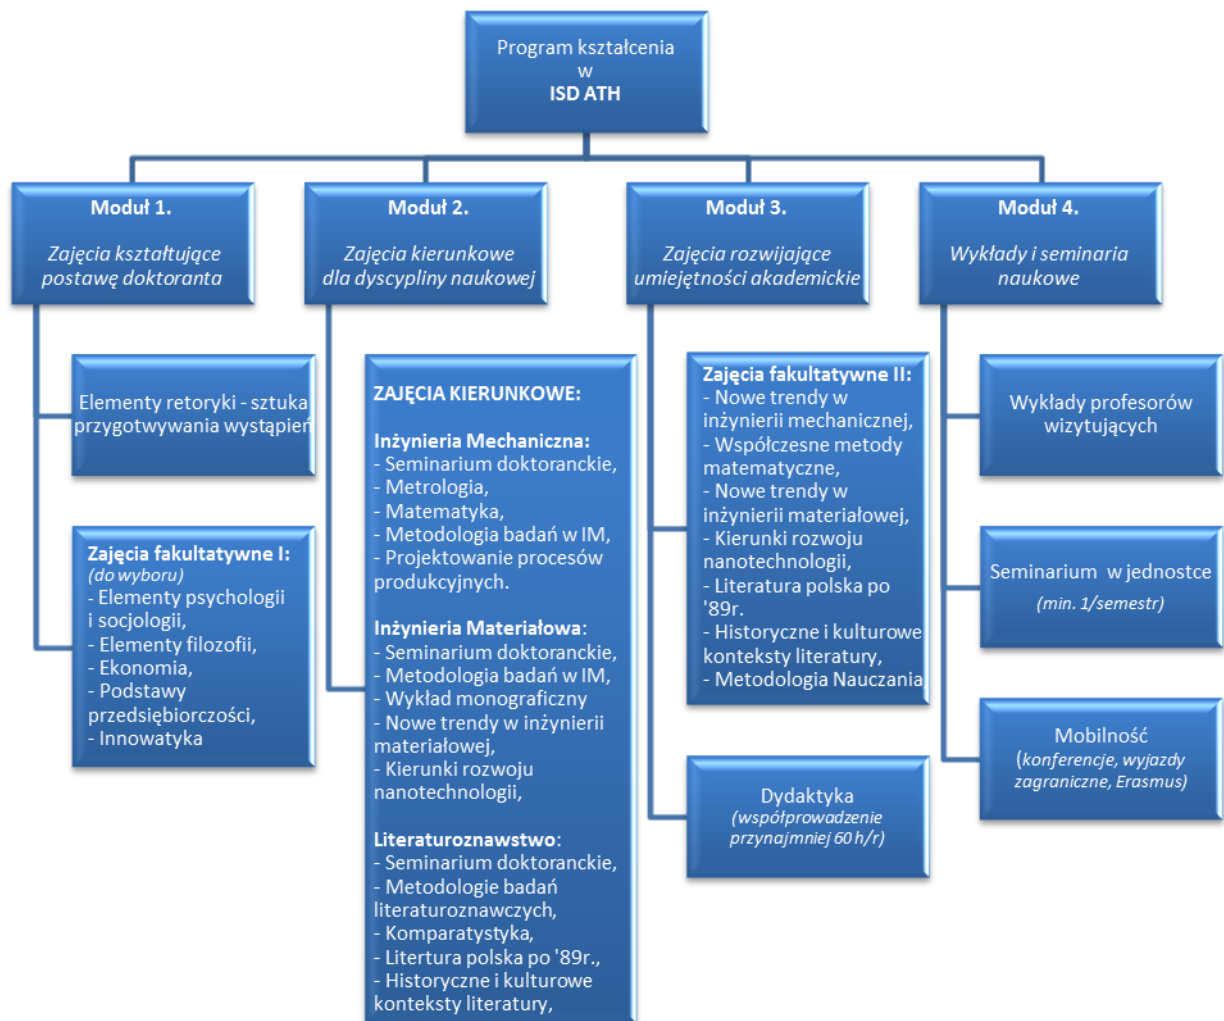 Program kształcenia
w
ISD ATH
Moduł 1.
Zajęcia kształtujące
postawę doktoranta
Elementy retoryki - sztuka
przygotwywania wystąpień
Zajęcia fakultatywne I:
(do wyboru)
- Elementy psychologii
i socjologii,
- Elementy filozofii,
- Ekonomia,
- Podstawy
przedsiębiorczości,
- Innowatyka
Moduł 2.
Zajęcia kierunkowe
dla dyscypliny naukowej
ZAJĘCIA KIERUNKOWE:
Inżynieria Mechaniczna:
- Seminarium doktoranckie,
- Metrologia,
- Matematyka,
- Metodologia badań w IM,
- Projektowanie procesów
produkcyjnych.
Inżynieria Materiałowa:
- Seminarium doktoranckie,
- Metodologia badań w IM,
- Wykład monograficzny
- Nowe trendy w inżynierii
materiałowej,
- Kierunki rozwoju
nanotechnologii,
Literaturoznawstwo:
- Seminarium doktoranckie,
- Metodologie badań
literaturoznawczych,
- Komparatystyka,
- Litertura polska po '89r.,
- Historyczne i kulturowe
konteksty literatury,
Moduł 3.
Zajęcia rozwijające
umiejętności akademickie
Zajęcia fakultatywne II:
- Nowe trendy w
inżynierii mechanicznej,
- Współczesne metody
matematyczne,
- Nowe trendy w
inżynierii materiałowej,
- Kierunki rozwoju
nanotechnologii,
- Literatura polska po
'89r.
- Historyczne i kulturowe
konteksty literatury,
- Metodologia Nauczania,
Dydaktyka
(współprowadzenie
przynajmniej 60 h/r)
Moduł 4.
Wykłady i seminaria
naukowe
Wykłady profesorów
wizytujących
Seminarium w jednostce
(min. 1/semestr)
Mobilność
(konferencje, wyjazdy
zagraniczne, Erasmus)